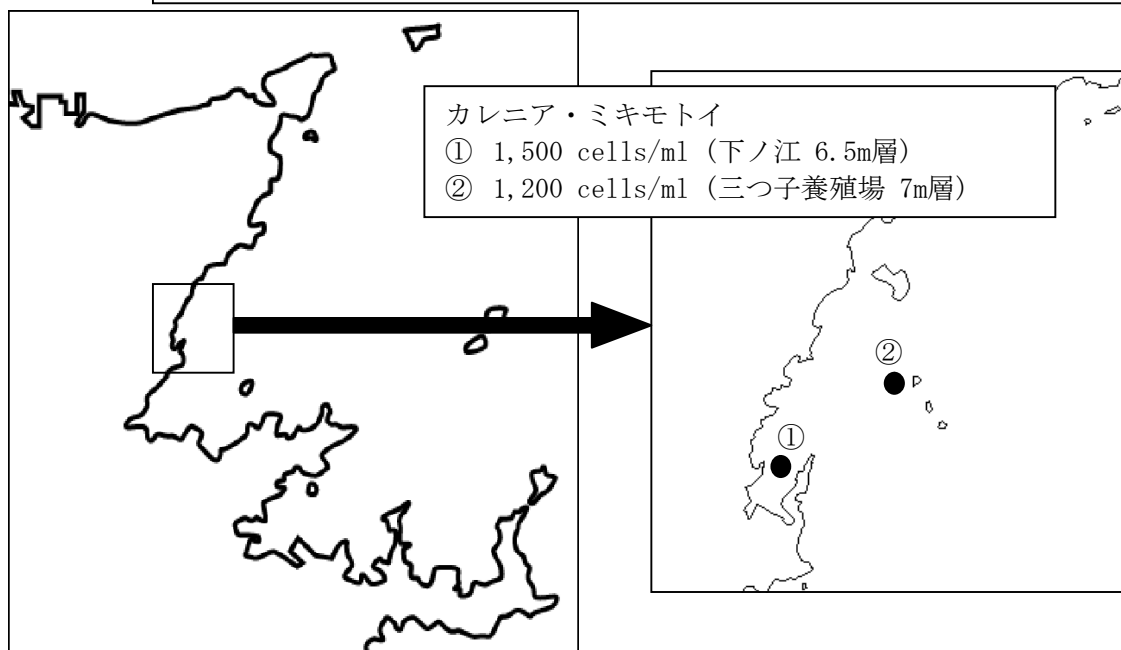 カレニア・ミキモトイ
① 1,500 cells/ml (下ノ江 6.5m層)
② 1,200 cells/ml (三つ子養殖場 7m層)
②
①